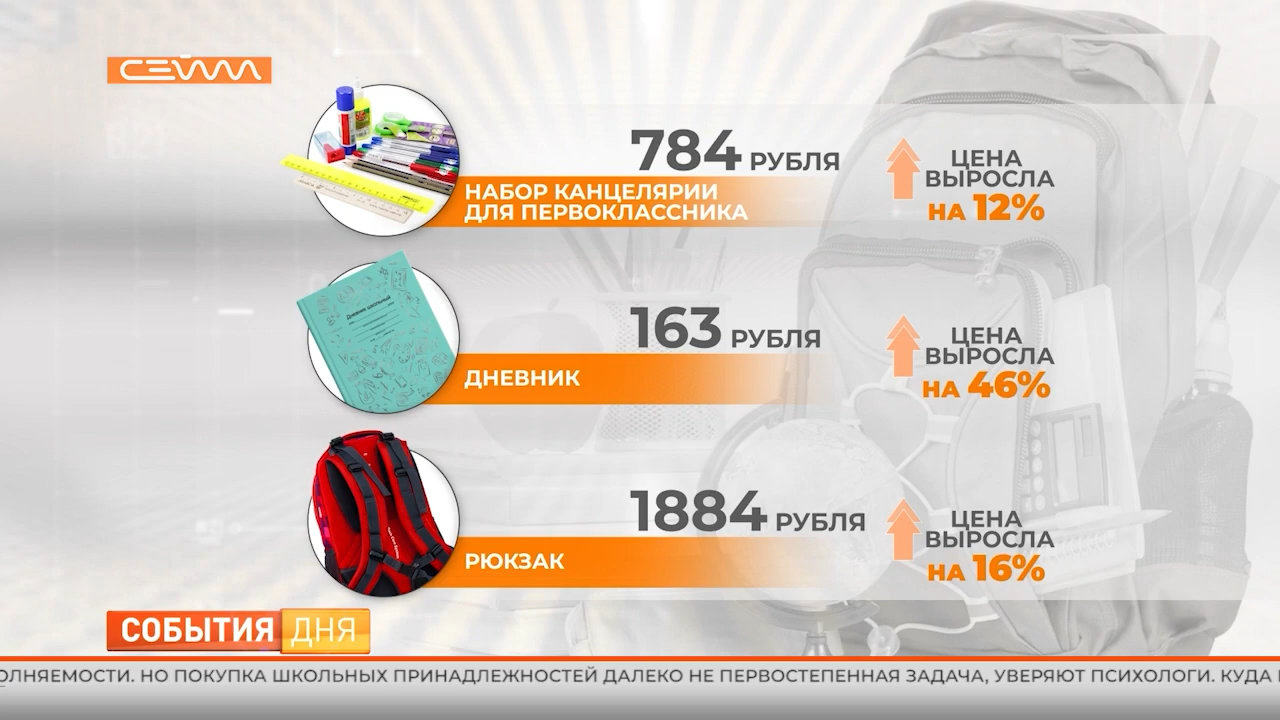 СЕЙМ
784 РУБЛЯ
НАБОР КАНЦЕЛЯРИИ
ДЛЯ ПЕРВОКЛАССНИКА
ЦЕНА
ВЫРОСЛА
НА 12%
Дневник школьный
163 РУБЛЯ
ДНЕВНИК
ЦЕНА
ВЫРОСЛА
НА 46%
1884 РУБЛЯ
РЮКЗАК
ЦЕНА
ВЫРОСЛА
НА 16%
СОБЫТИЯ ДНЯ
ОЛНЯЕМОСТИ. НО ПОКУПКА ШКОЛЬНЫХ ПРИНАДЛЕЖНОСТЕЙ ДАЛЕКО НЕ ПЕРВОСТЕПЕННАЯ ЗАДАЧА, УВЕРЯЮТ ПСИХОЛОГИ. КУДА